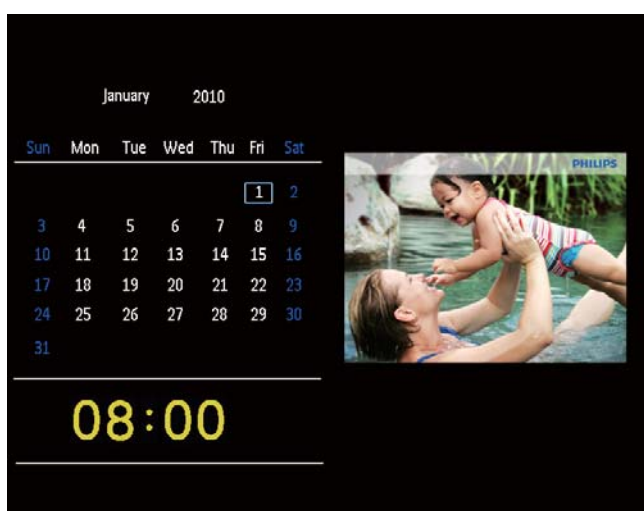 January 2010
Sun Mon Tue Wed Thu Fri Sat
1 2
3 4 5 6 7 8 9
10 11 12 13 14 15 16
17 18 19 20 21 22 23
24 25 26 27 28 29 30
31
08:00
PHILIPS